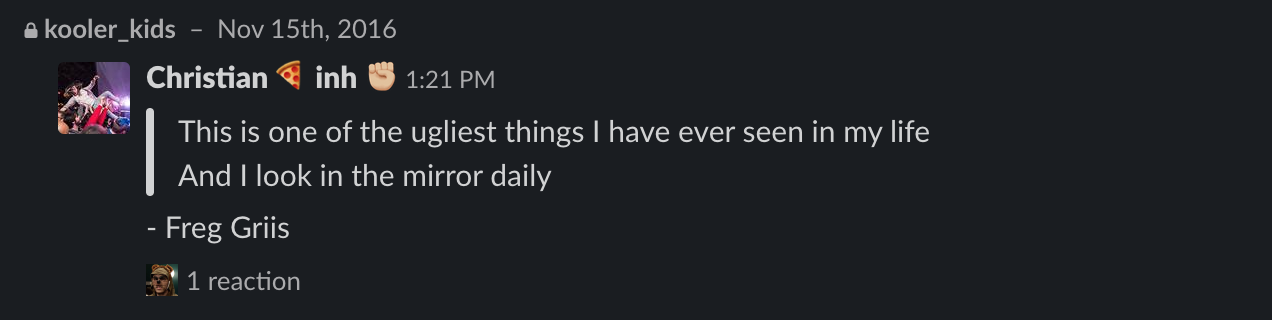 kooler_kids – Nov 15th, 2016
Christian 🍕 inh ✊🏼 1:21 PM
This is one of the ugliest things I have ever seen in my life
And I look in the mirror daily
- Freg Griis
1 reaction